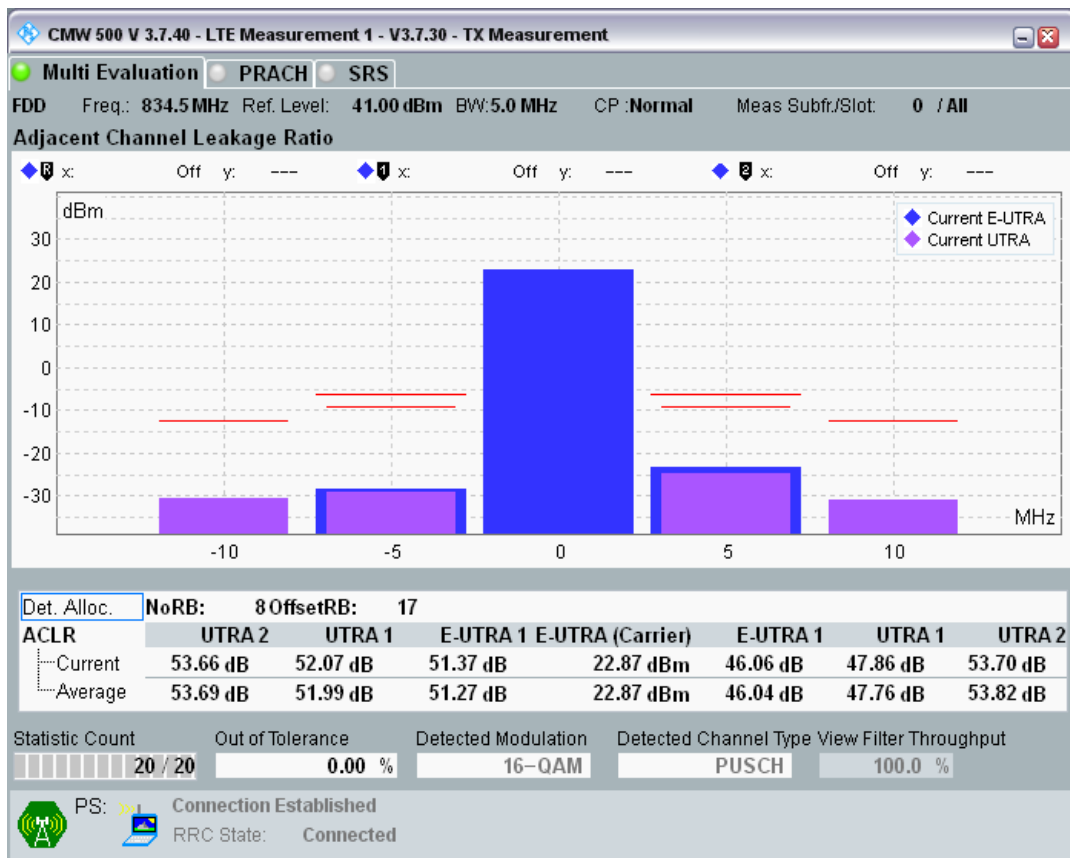 CMW 500 V 3.7.40 - LTE Measurement 1 - V3.7.30 - TX Measurement
Multi Evaluation PRACH SRS
FDD Freq.: 834.5 MHz Ref. Level: 41.00 dBm BW:5.0 MHz CP :Normal Meas Subfr./Slot: 0 / All
Adjacent Channel Leakage Ratio
R x: Off y: --- 1 x: Off y: --- 2 x: Off y: ---
dBm
Current E-UTRA
Current UTRA
30
20
10
0
-10
-20
-30
MHz
-10 -5 0 5 10
Det. Alloc. NoRB: 8 OffsetRB: 17
ACLR UTRA 2 UTRA 1 E-UTRA 1 E-UTRA (Carrier) E-UTRA 1 UTRA 1 UTRA 2
Current 53.66 dB 52.07 dB 51.37 dB 22.87 dBm 46.06 dB 47.86 dB 53.70 dB
Average 53.69 dB 51.99 dB 51.27 dB 22.87 dBm 46.04 dB 47.76 dB 53.82 dB
Statistic Count Out of Tolerance Detected Modulation Detected Channel Type View Filter Throughput
20 / 20 0.00 % 16-QAM PUSCH 100.0 %
PS: Connection Established
RRC State: Connected